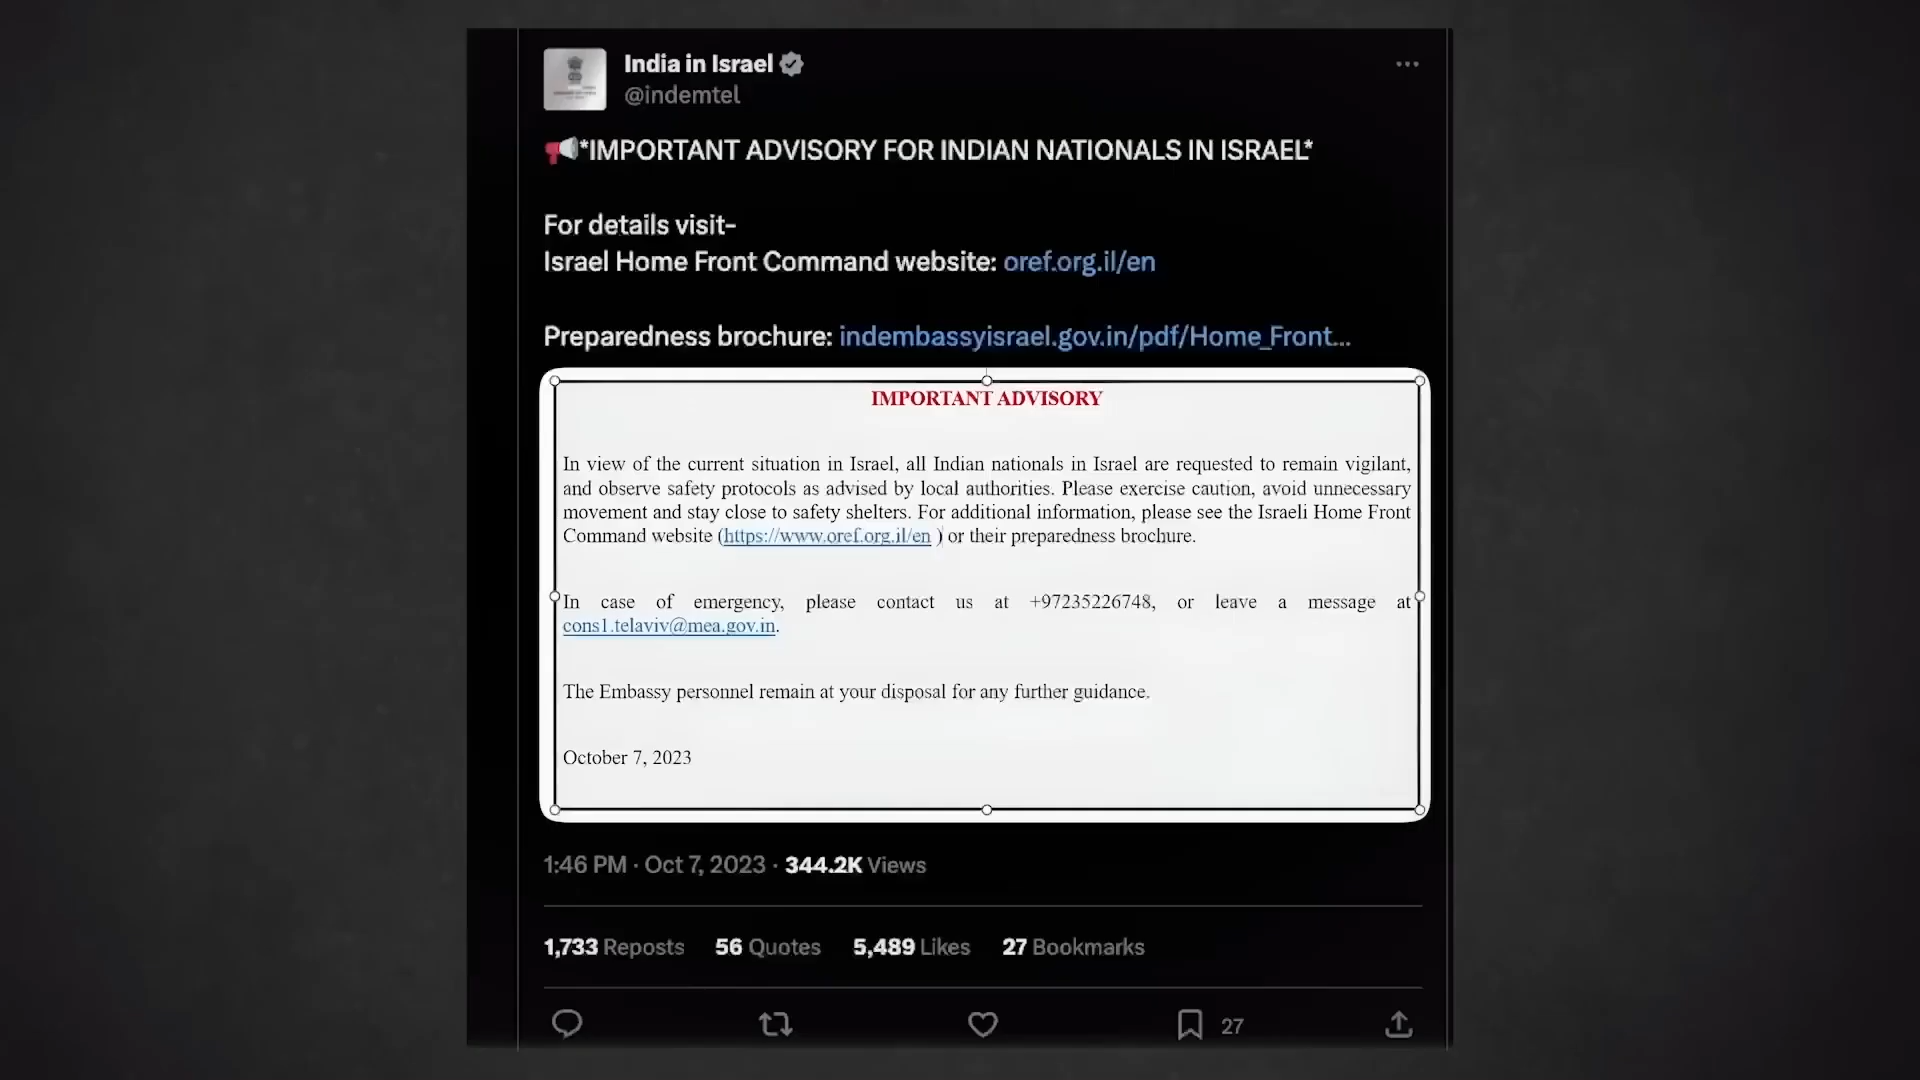 India in Israel
@indemtel
*IMPORTANT ADVISORY FOR INDIAN NATIONALS IN ISRAEL*
For details visit-
Israel Home Front Command website: oref.org.il/en
Preparedness brochure: indembassyisrael.gov.in/pdf/Home_Front...
IMPORTANT ADVISORY
In view of the current situation in Israel, all Indian nationals in Israel are requested to remain vigilant,
and observe safety protocols as advised by local authorities. Please exercise caution, avoid unnecessary
movement and stay close to safety shelters. For additional information, please see the Israeli Home Front
Command website (https://www.oref.org.il/en ) or their preparedness brochure.
In case of emergency, please contact us at +97235226748, or leave a message at
cons1.telaviv@mea.gov.in.
The Embassy personnel remain at your disposal for any further guidance.
October 7, 2023
1:46 PM · Oct 7, 2023 · 344.2K Views
1,733 Reposts 56 Quotes 5,489 Likes 27 Bookmarks
27